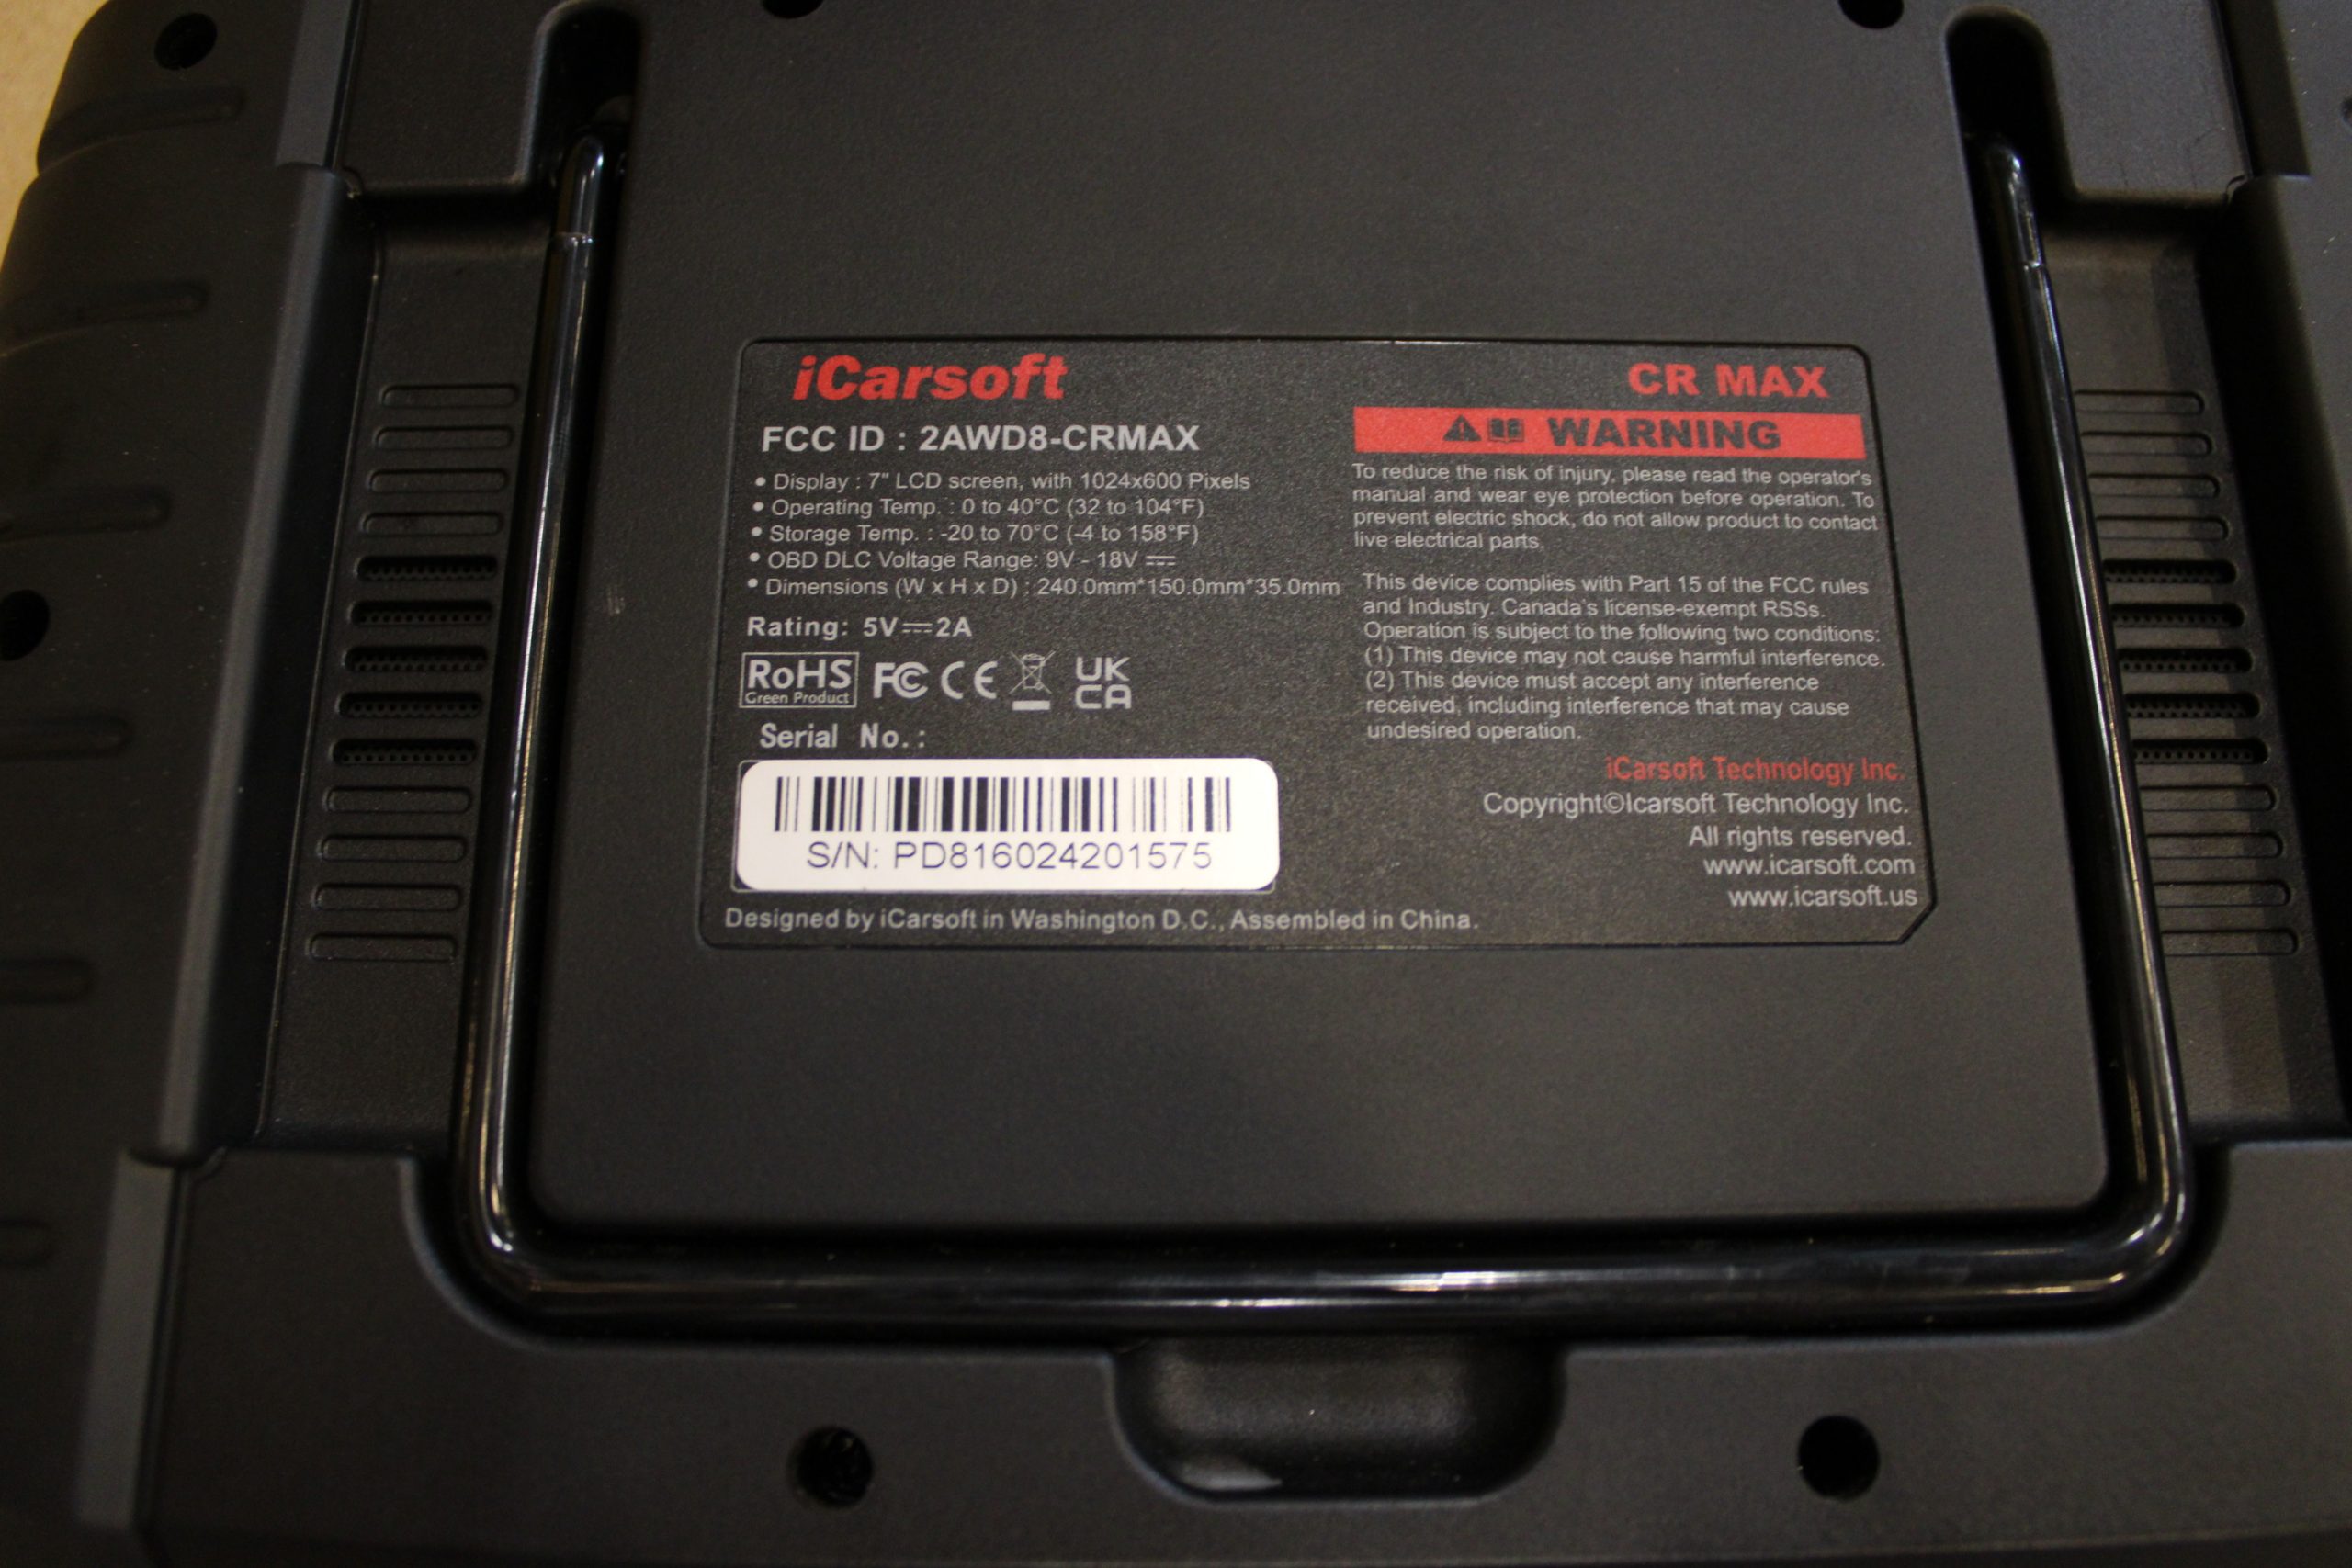 iCarsoft
CR MAX
FCC ID : 2AWD8-CRMAX
• Display : 7" LCD screen, with 1024x600 Pixels
• Operating Temp. : 0 to 40°C (32 to 104°F)
• Storage Temp. : -20 to 70°C (-4 to 158°F)
• OBD DLC Voltage Range: 9V - 18V ⎓
• Dimensions (W x H x D) : 240.0mm*150.0mm*35.0mm
Rating: 5V⎓2A
RoHS
Green Product
FC CE UK
CA
Serial No.:
S/N: PD816024201575
Designed by iCarsoft in Washington D.C., Assembled in China.
WARNING
To reduce the risk of injury, please read the operator's
manual and wear eye protection before operation. To
prevent electric shock, do not allow product to contact
live electrical parts.
This device complies with Part 15 of the FCC rules
and Industry. Canada's license-exempt RSSs.
Operation is subject to the following two conditions:
(1) This device may not cause harmful interference.
(2) This device must accept any interference
received, including interference that may cause
undesired operation.
iCarsoft Technology Inc.
Copyright©Icarsoft Technology Inc.
All rights reserved.
www.icarsoft.com
www.icarsoft.us